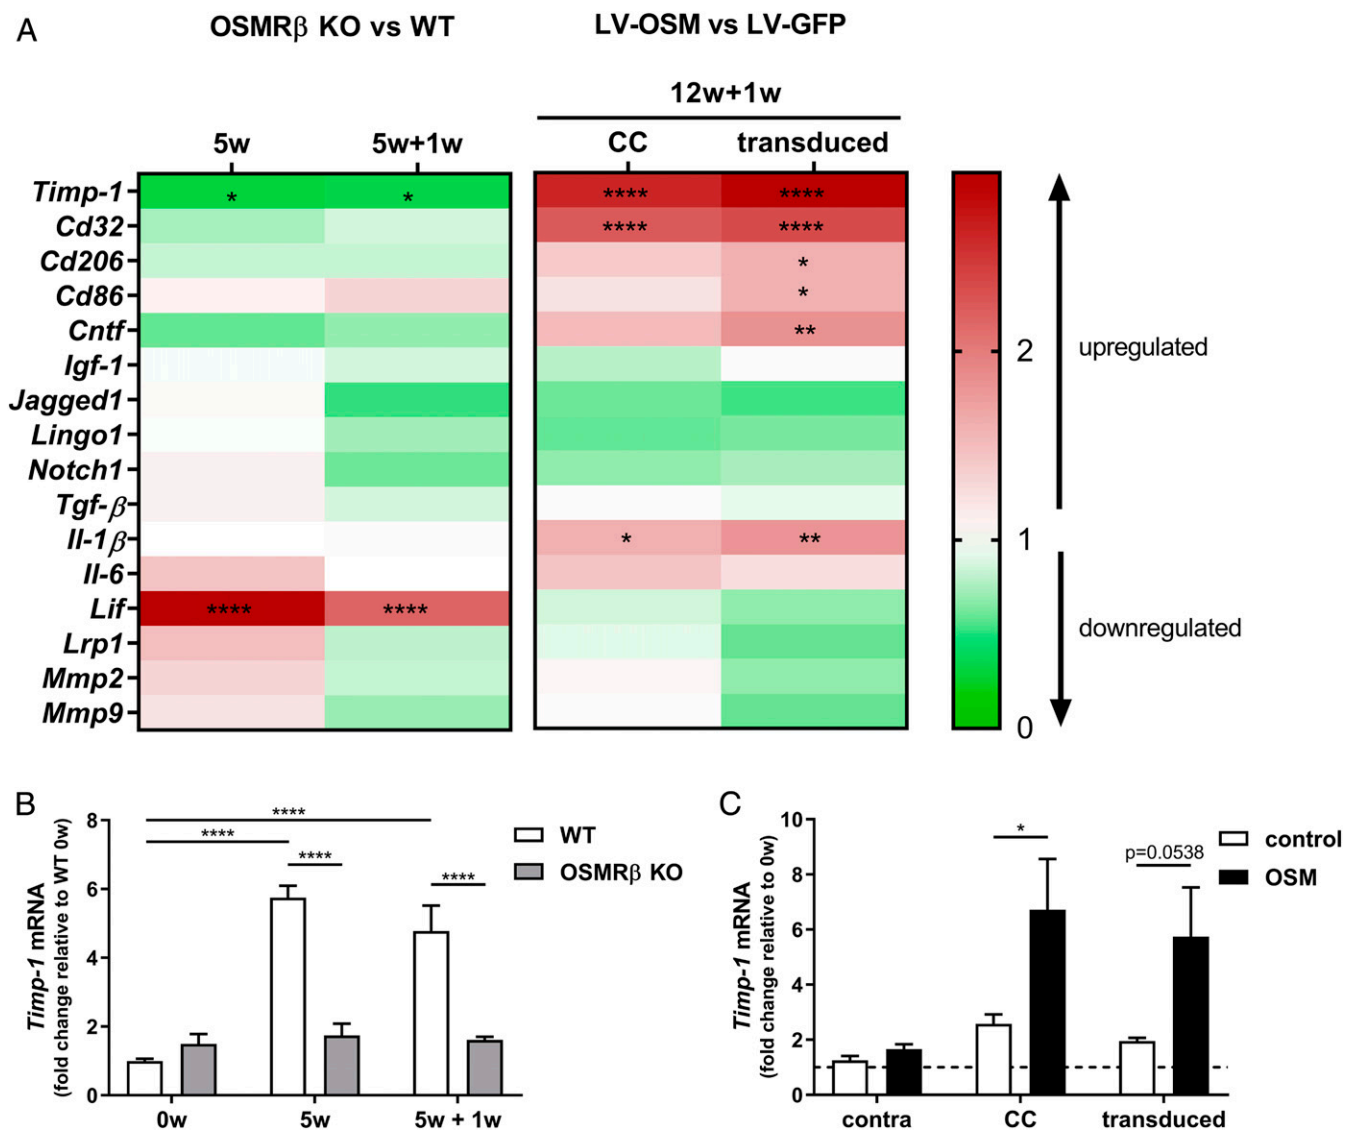 A
OSMRβ KO vs WT
LV-OSM vs LV-GFP
12w+1w
5w 5w+1w CC transduced
Timp-1 * * **** ****
Cd32 **** ****
Cd206 *
Cd86 *
Cntf **
Igf-1
Jagged1
Lingo1
Notch1
Tgf-β
Il-1β * **
Il-6
Lif **** ****
Lrp1
Mmp2
Mmp9
2
1
0
upregulated
downregulated
B
Timp-1 mRNA
(fold change relative to WT 0w)
8
6
4
2
0
****
****
****
****
WT
OSMRβ KO
0w 5w 5w + 1w
C
Timp-1 mRNA
(fold change relative to 0w)
10
8
6
4
2
0
*
p=0.0538
control
OSM
contra CC transduced